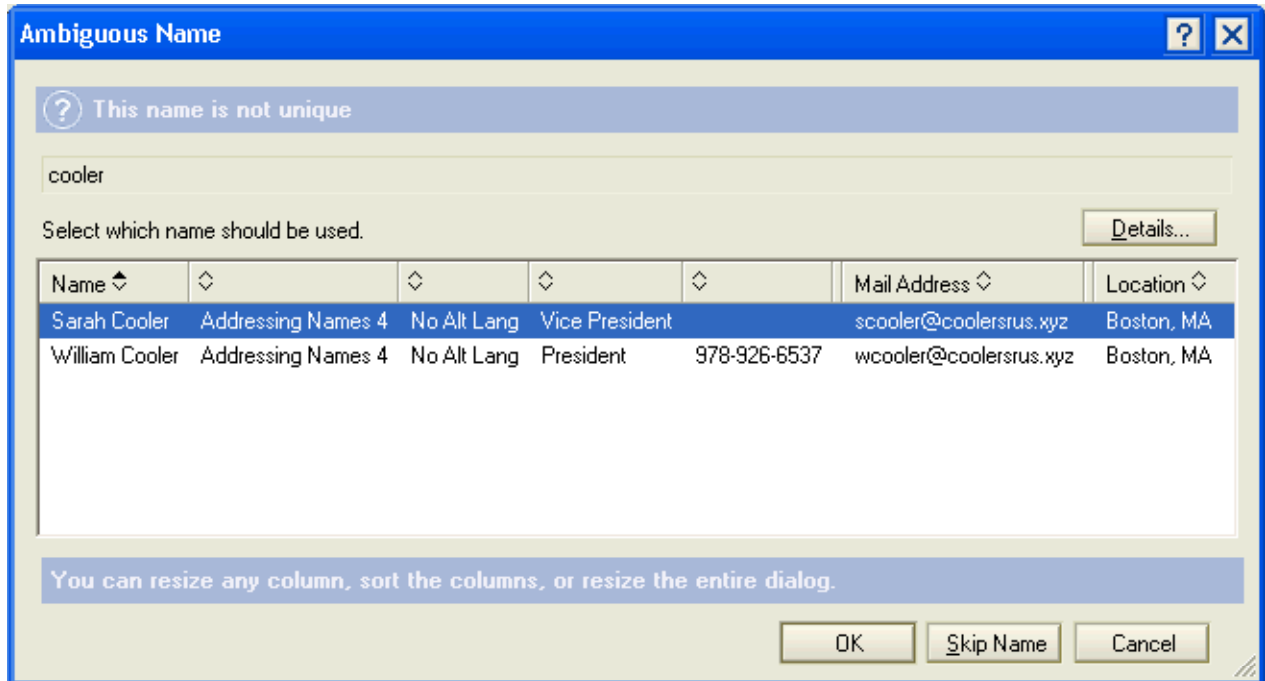 Ambiguous Name
? This name is not unique
cooler
Select which name should be used.
Details...
Name Mail Address Location
Sarah Cooler Addressing Names 4 No Alt Lang Vice President scooler@coolersrus.xyz Boston, MA
William Cooler Addressing Names 4 No Alt Lang President 978-926-6537 wcooler@coolersrus.xyz Boston, MA
You can resize any column, sort the columns, or resize the entire dialog.
OK Skip Name Cancel